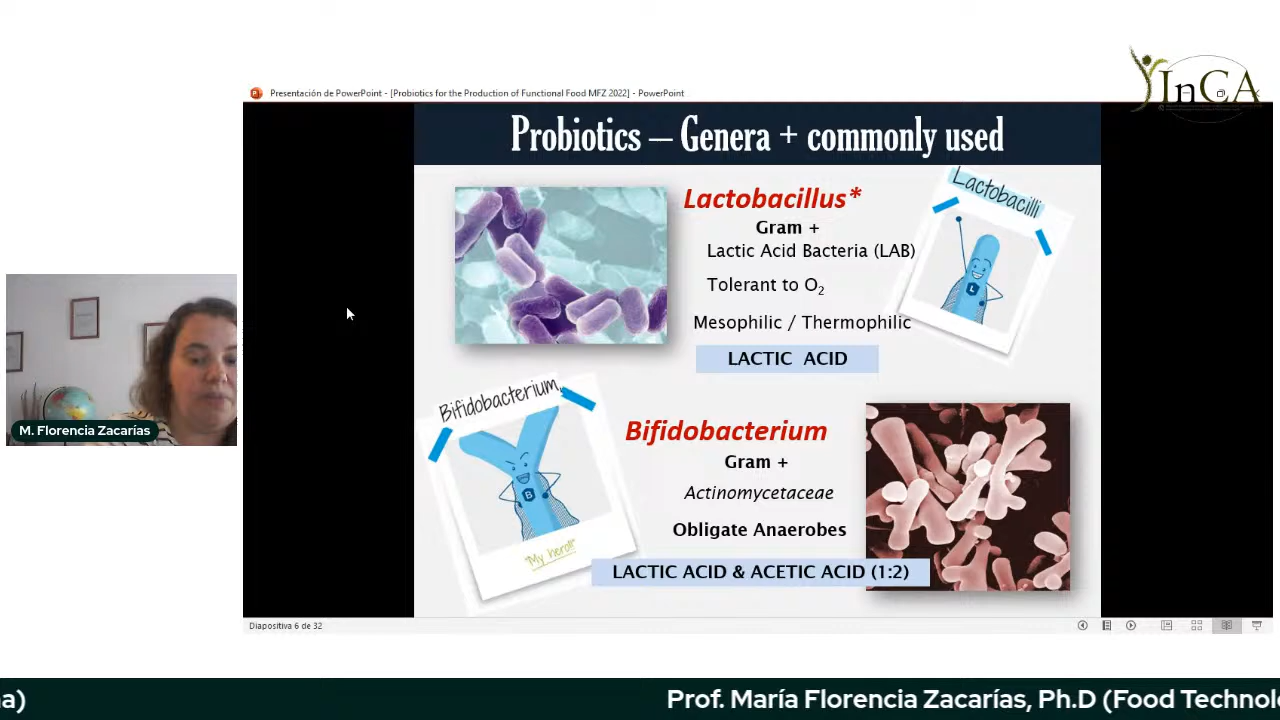 InCA
Presentación de PowerPoint - [Probiotics for the Production of Functional Food MFZ 2022] - PowerPoint
Probiotics – Genera + commonly used
Lactobacillus*
Gram +
Lactic Acid Bacteria (LAB)
Tolerant to O₂
Mesophilic / Thermophilic
LACTIC ACID
Lactobacilli
L
Bifidobacterium
B
"My hero!!"
Bifidobacterium
Gram +
Actinomycetaceae
Obligate Anaerobes
LACTIC ACID & ACETIC ACID (1:2)
M. Florencia Zacarías
Diapositiva 6 de 32
a) Prof. María Florencia Zacarías, Ph.D (Food Technol